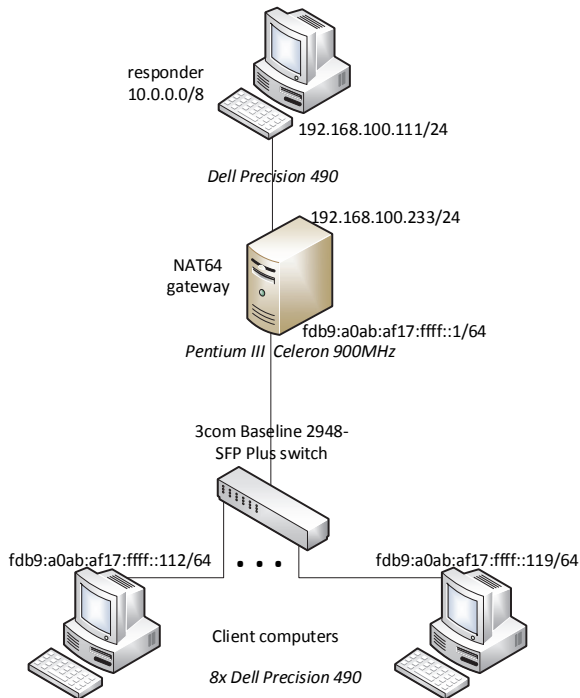 responder
10.0.0.0/8
192.168.100.111/24
Dell Precision 490
192.168.100.233/24
NAT64
gateway
fdb9:a0ab:af17:ffff::1/64
Pentium III Celeron 900MHz
3com Baseline 2948-
SFP Plus switch
fdb9:a0ab:af17:ffff::112/64
fdb9:a0ab:af17:ffff::119/64
Client computers
8x Dell Precision 490